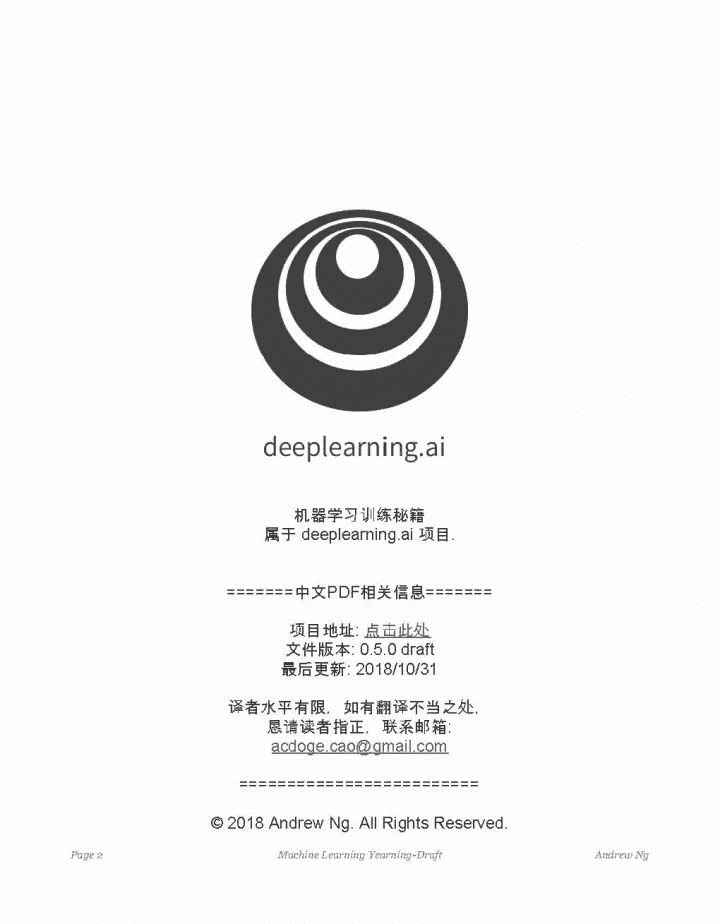 deeplearning.ai
机器学习训练秘籍
属于 deeplearning.ai 项目.
=======中文PDF相关信息=======
项目地址: 点击此处
文件版本: 0.5.0 draft
最后更新: 2018/10/31
译者水平有限，如有翻译不当之处，
恳请读者指正，联系邮箱:
acdoge.cao@gmail.com
=========================
© 2018 Andrew Ng. All Rights Reserved.
Page 2 Machine Learning Yearning-Draft Andrew Ng